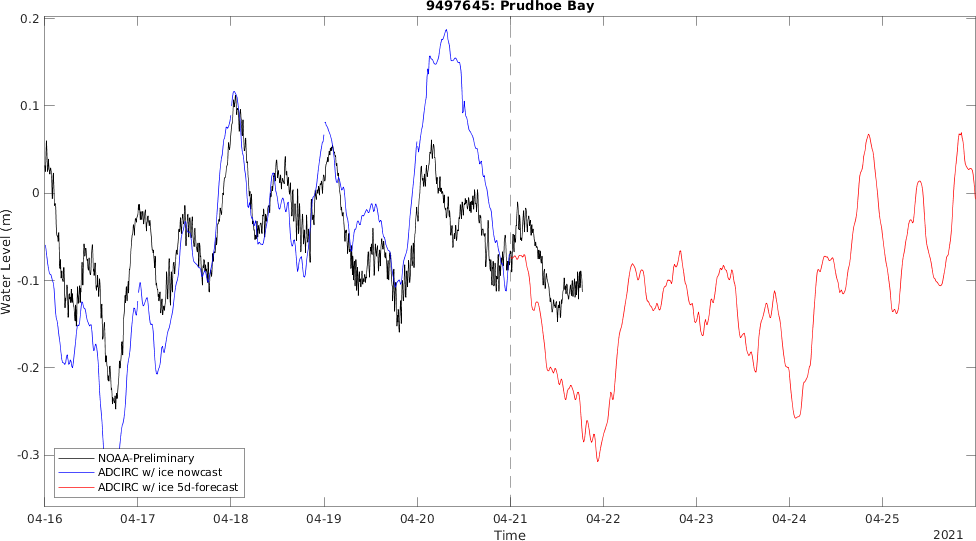 9497645: Prudhoe Bay
0.2
0.1
0
-0.1
-0.2
-0.3
Water Level (m)
NOAA-Preliminary
ADCIRC w/ ice nowcast
ADCIRC w/ ice 5d-forecast
04-16 04-17 04-18 04-19 04-20 04-21 04-22 04-23 04-24 04-25
Time
2021